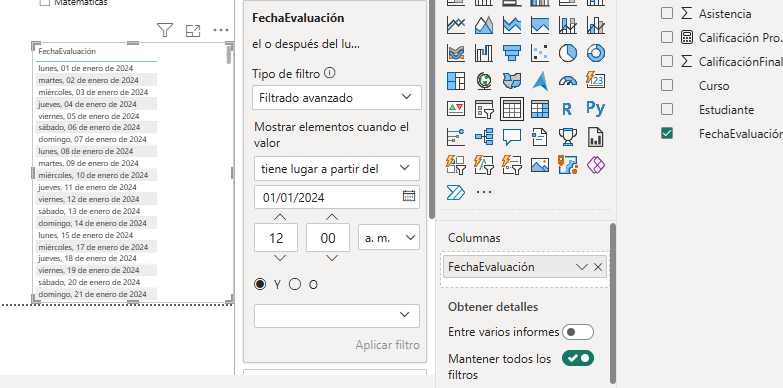 Matemáticas
FechaEvaluación
lunes, 01 de enero de 2024
martes, 02 de enero de 2024
miércoles, 03 de enero de 2024
jueves, 04 de enero de 2024
viernes, 05 de enero de 2024
sábado, 06 de enero de 2024
domingo, 07 de enero de 2024
lunes, 08 de enero de 2024
martes, 09 de enero de 2024
miércoles, 10 de enero de 2024
jueves, 11 de enero de 2024
viernes, 12 de enero de 2024
sábado, 13 de enero de 2024
domingo, 14 de enero de 2024
lunes, 15 de enero de 2024
miércoles, 17 de enero de 2024
jueves, 18 de enero de 2024
viernes, 19 de enero de 2024
sábado, 20 de enero de 2024
domingo, 21 de enero de 2024
FechaEvaluación
el o después del lu...
Tipo de filtro
Filtrado avanzado
Mostrar elementos cuando el
valor
tiene lugar a partir del
01/01/2024
12 00 a. m.
Y O
Aplicar filtro
123
R Py
Columnas
FechaEvaluación
Obtener detalles
Entre varios informes
Mantener todos los
filtros
Asistencia
Calificación Pro...
CalificaciónFinal
Curso
Estudiante
FechaEvaluación